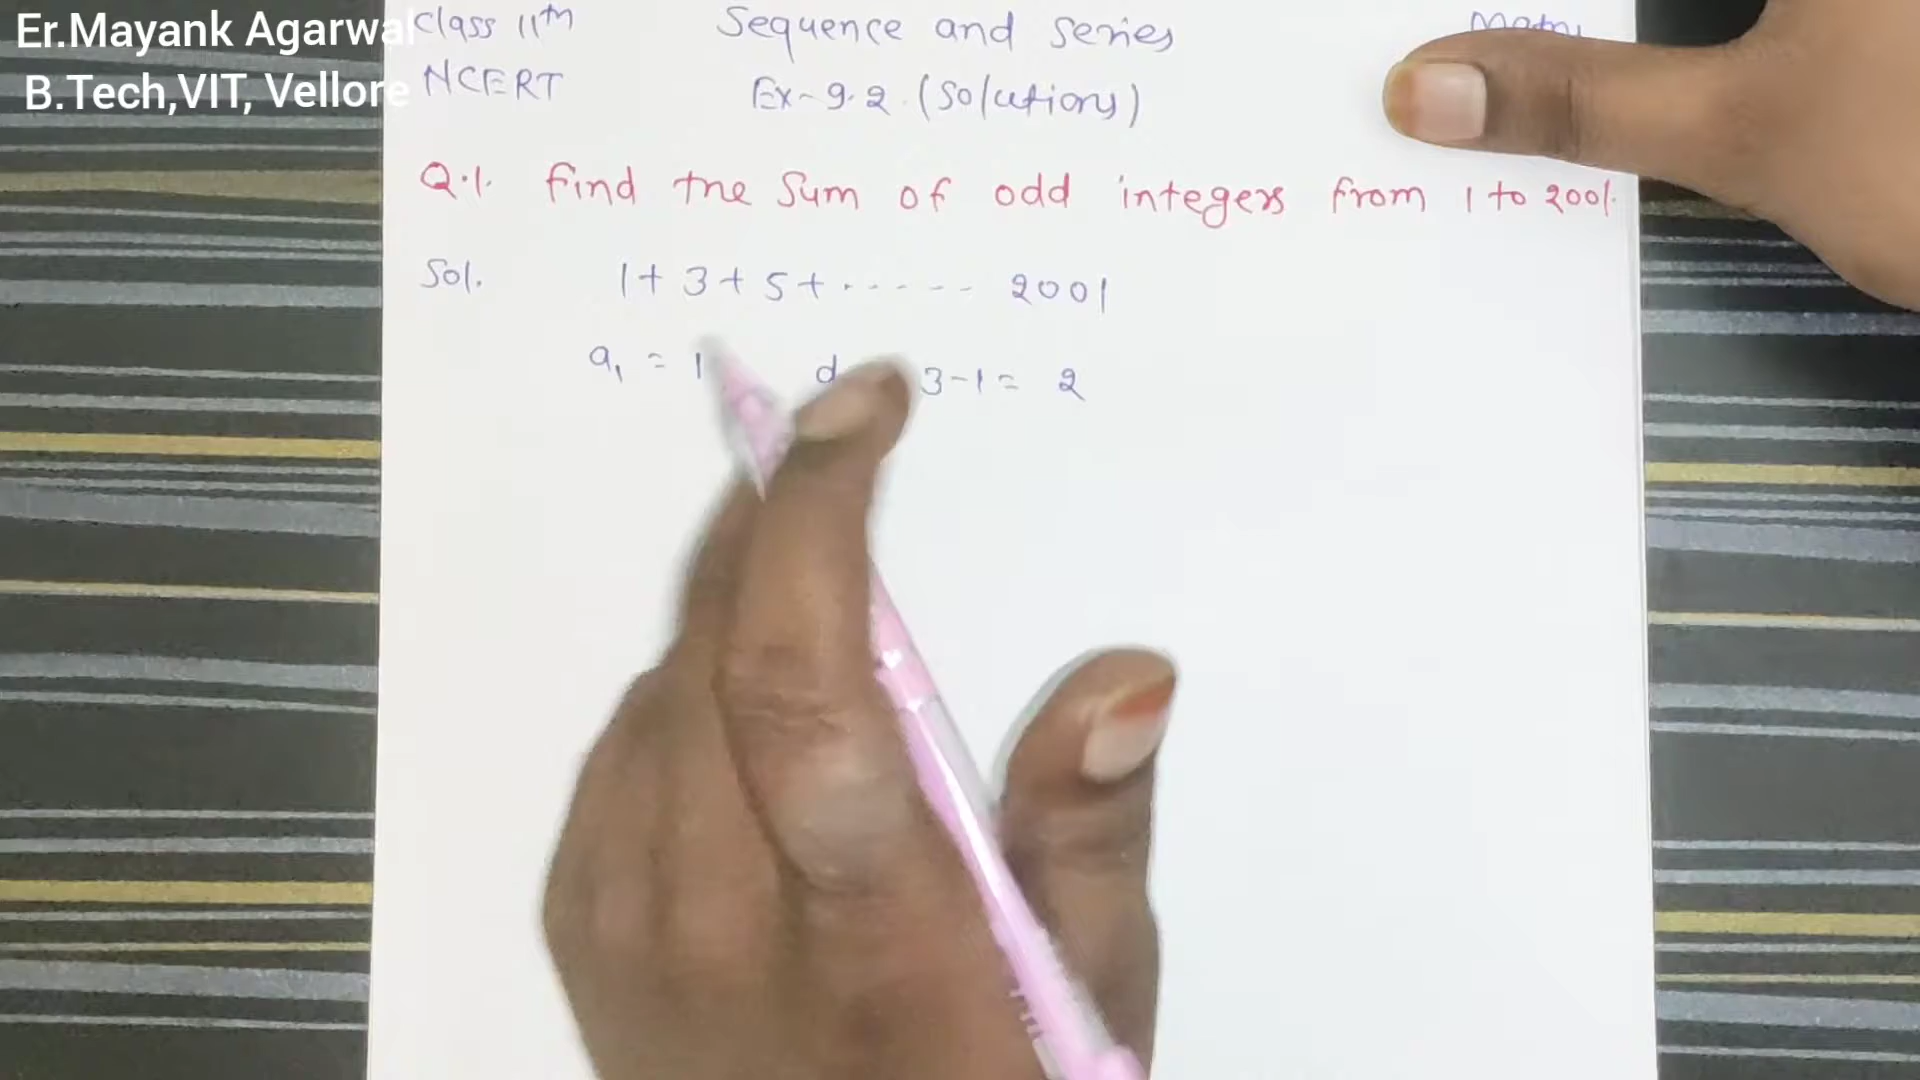 Er.Mayank Agarwal
B.Tech,VIT, Vellore
Class 11th
NCERT
Sequence and Series
Ex-9.2 (Solutions)
Q.1. Find the Sum of odd integers from 1 to 2001.
Sol. 1+3+5+------ 2001
a₁ = 1 d 3-1 = 2